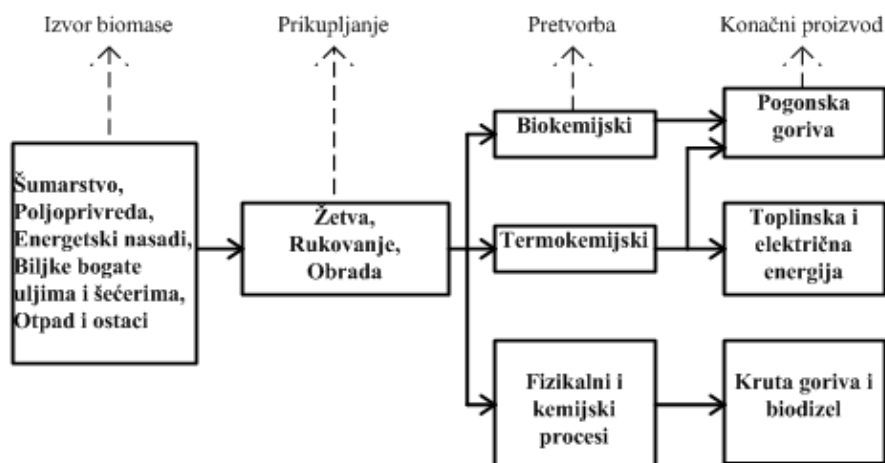 Izvor biomase
Prikupljanje
Pretvorba
Konačni proizvod
Šumarstvo,
Poljoprivreda,
Energetski nasadi,
Biljke bogate
uljima i šećerima,
Otpad i ostaci
Žetva,
Rukovanje,
Obrada
Biokemijski
Termokemijski
Fizikalni i
kemijski
procesi
Pogonska
goriva
Toplinska i
električna
energija
Kruta goriva i
biodizel